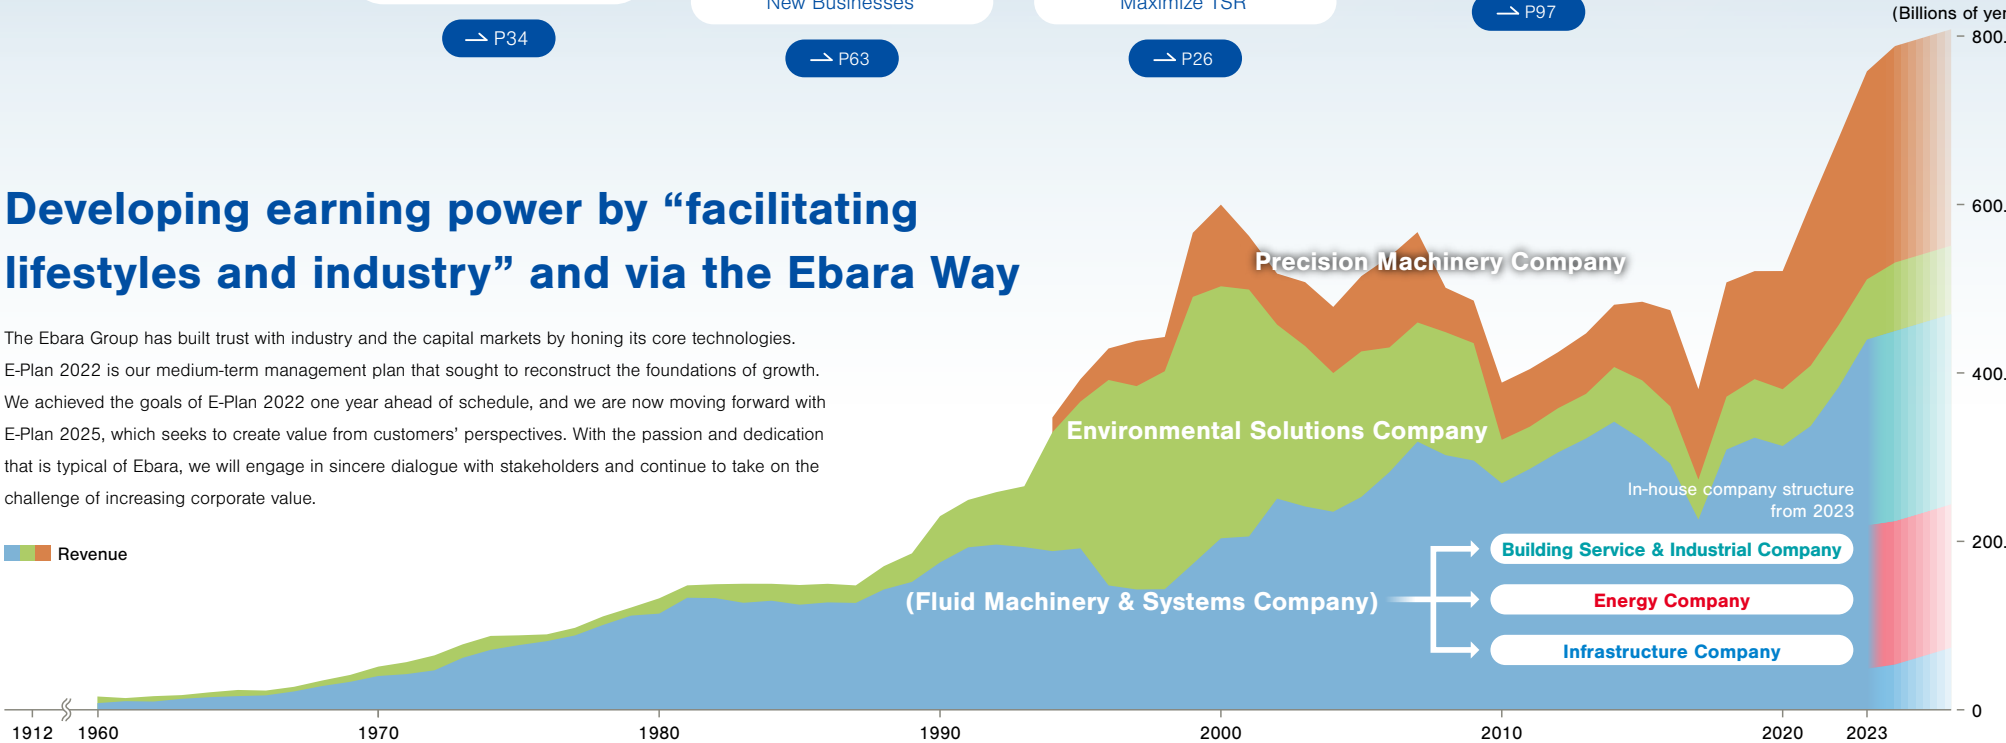 New Businesses
Maximize TSR
P34
P63
P26
P97
(Billions of yen
800.
600.
400.
200.
0
Developing earning power by “facilitating
lifestyles and industry” and via the Ebara Way
The Ebara Group has built trust with industry and the capital markets by honing its core technologies.
E-Plan 2022 is our medium-term management plan that sought to reconstruct the foundations of growth.
We achieved the goals of E-Plan 2022 one year ahead of schedule, and we are now moving forward with
E-Plan 2025, which seeks to create value from customers’ perspectives. With the passion and dedication
that is typical of Ebara, we will engage in sincere dialogue with stakeholders and continue to take on the
challenge of increasing corporate value.
Revenue
Precision Machinery Company
Environmental Solutions Company
(Fluid Machinery & Systems Company)
In-house company structure
from 2023
Building Service & Industrial Company
Energy Company
Infrastructure Company
1912 1960 1970 1980 1990 2000 2010 2020 2023